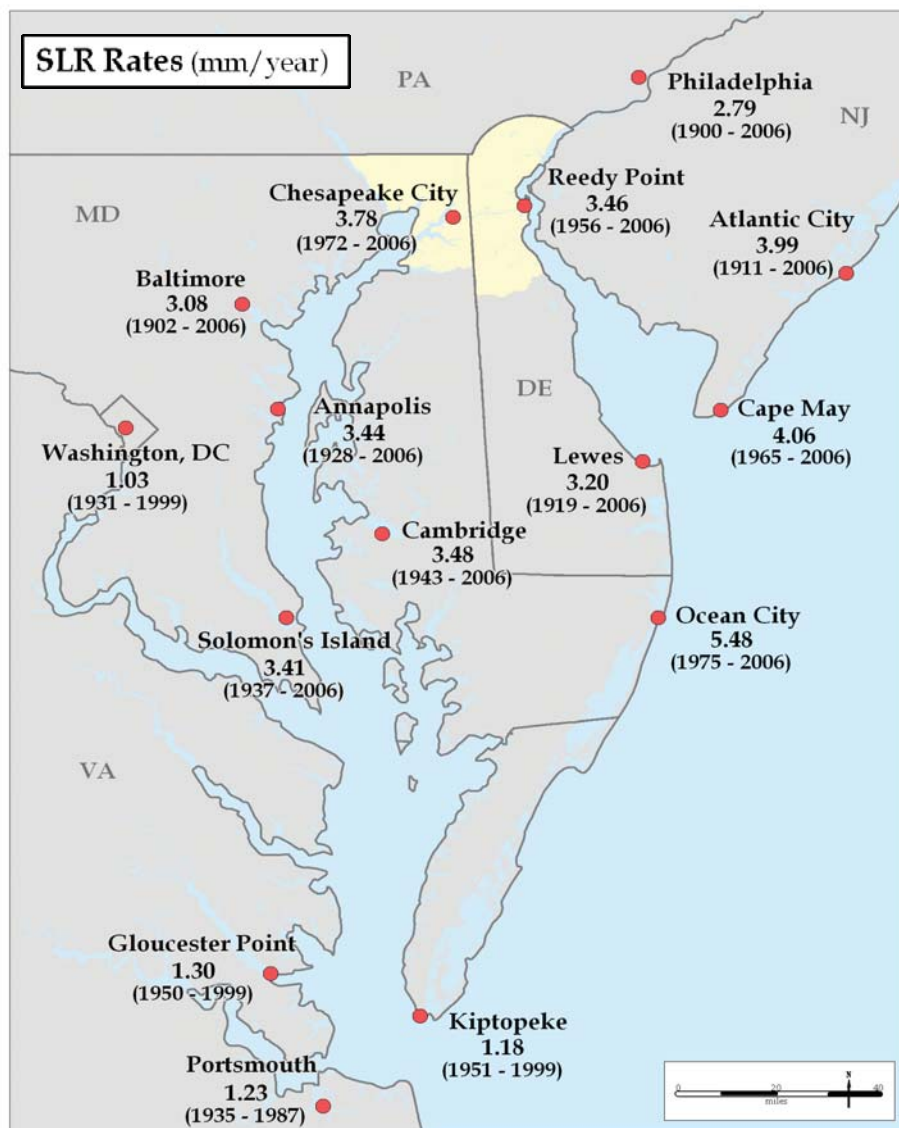 SLR Rates (mm/year)
PA
Philadelphia
2.79
(1900 - 2006)
NJ
MD
Chesapeake City
3.78
(1972 - 2006)
Reedy Point
3.46
(1956 - 2006)
Atlantic City
3.99
(1911 - 2006)
Baltimore
3.08
(1902 - 2006)
DE
Annapolis
3.44
(1928 - 2006)
Cape May
4.06
(1965 - 2006)
Washington, DC
1.03
(1931 - 1999)
Lewes
3.20
(1919 - 2006)
Cambridge
3.48
(1943 - 2006)
Solomon's Island
3.41
(1937 - 2006)
Ocean City
5.48
(1975 - 2006)
VA
Gloucester Point
1.30
(1950 - 1999)
Kiptopeke
1.18
(1951 - 1999)
Portsmouth
1.23
(1935 - 1987)
N
0 20 40
miles